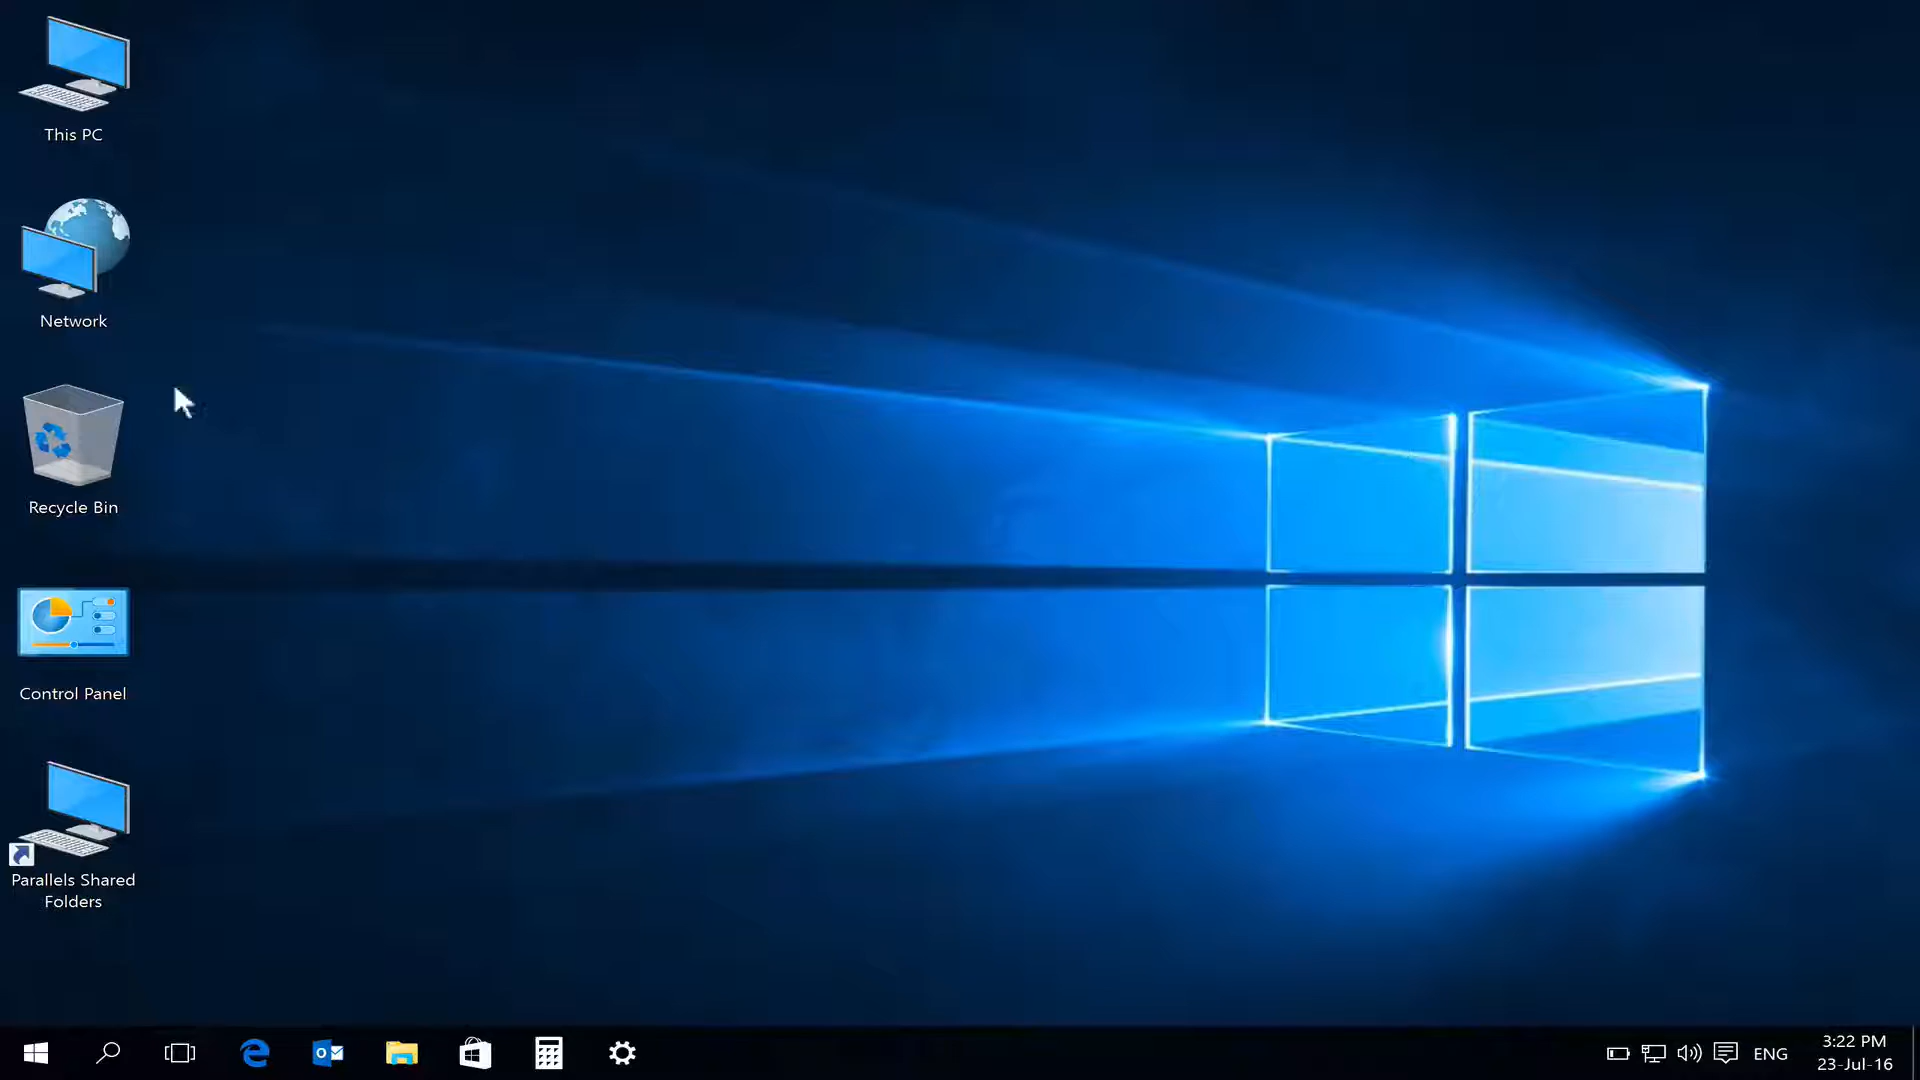 This PC
Network
Recycle Bin
Control Panel
Parallels Shared
Folders
ENG
3:22 PM
23-Jul-16